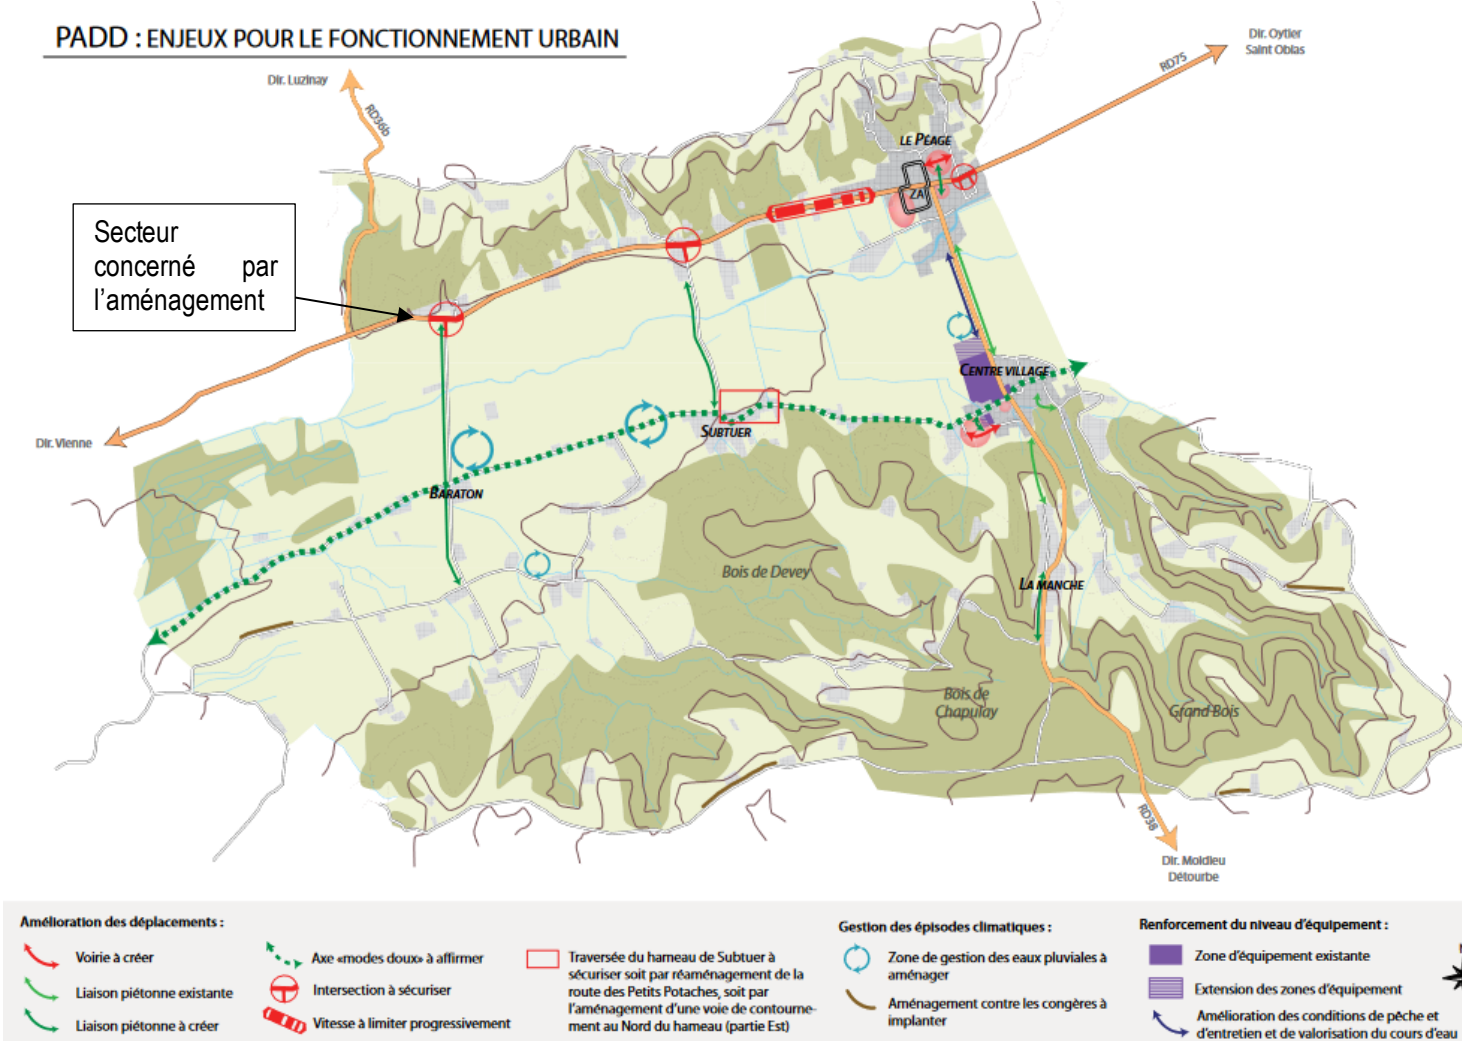 PADD : ENJEUX POUR LE FONCTIONNEMENT URBAIN
Dir. Luzinay
RD36b
Dir. Oytier
Saint Oblas
RD75
LE PÉAGE
ZA
Secteur
concerné par
l'aménagement
CENTRE VILLAGE
Dir. Vienne
SUBTUER
BARATON
Bois de Devey
LA MANCHE
Bois de
Chapulay
Grand Bois
RD38
Dir. Moidieu
Détourbe
Amélioration des déplacements :
Voirie à créer
Liaison piétonne existante
Liaison piétonne à créer
Axe «modes doux» à affirmer
Intersection à sécuriser
Vitesse à limiter progressivement
Traversée du hameau de Subtuer à
sécuriser soit par réaménagement de la
route des Petits Potaches, soit par
l'aménagement d'une voie de contourne-
ment au Nord du hameau (partie Est)
Gestion des épisodes climatiques :
Zone de gestion des eaux pluviales à
aménager
Aménagement contre les congères à
implanter
Renforcement du niveau d'équipement :
Zone d'équipement existante
Extension des zones d'équipement
Amélioration des conditions de pêche et
d'entretien et de valorisation du cours d'eau